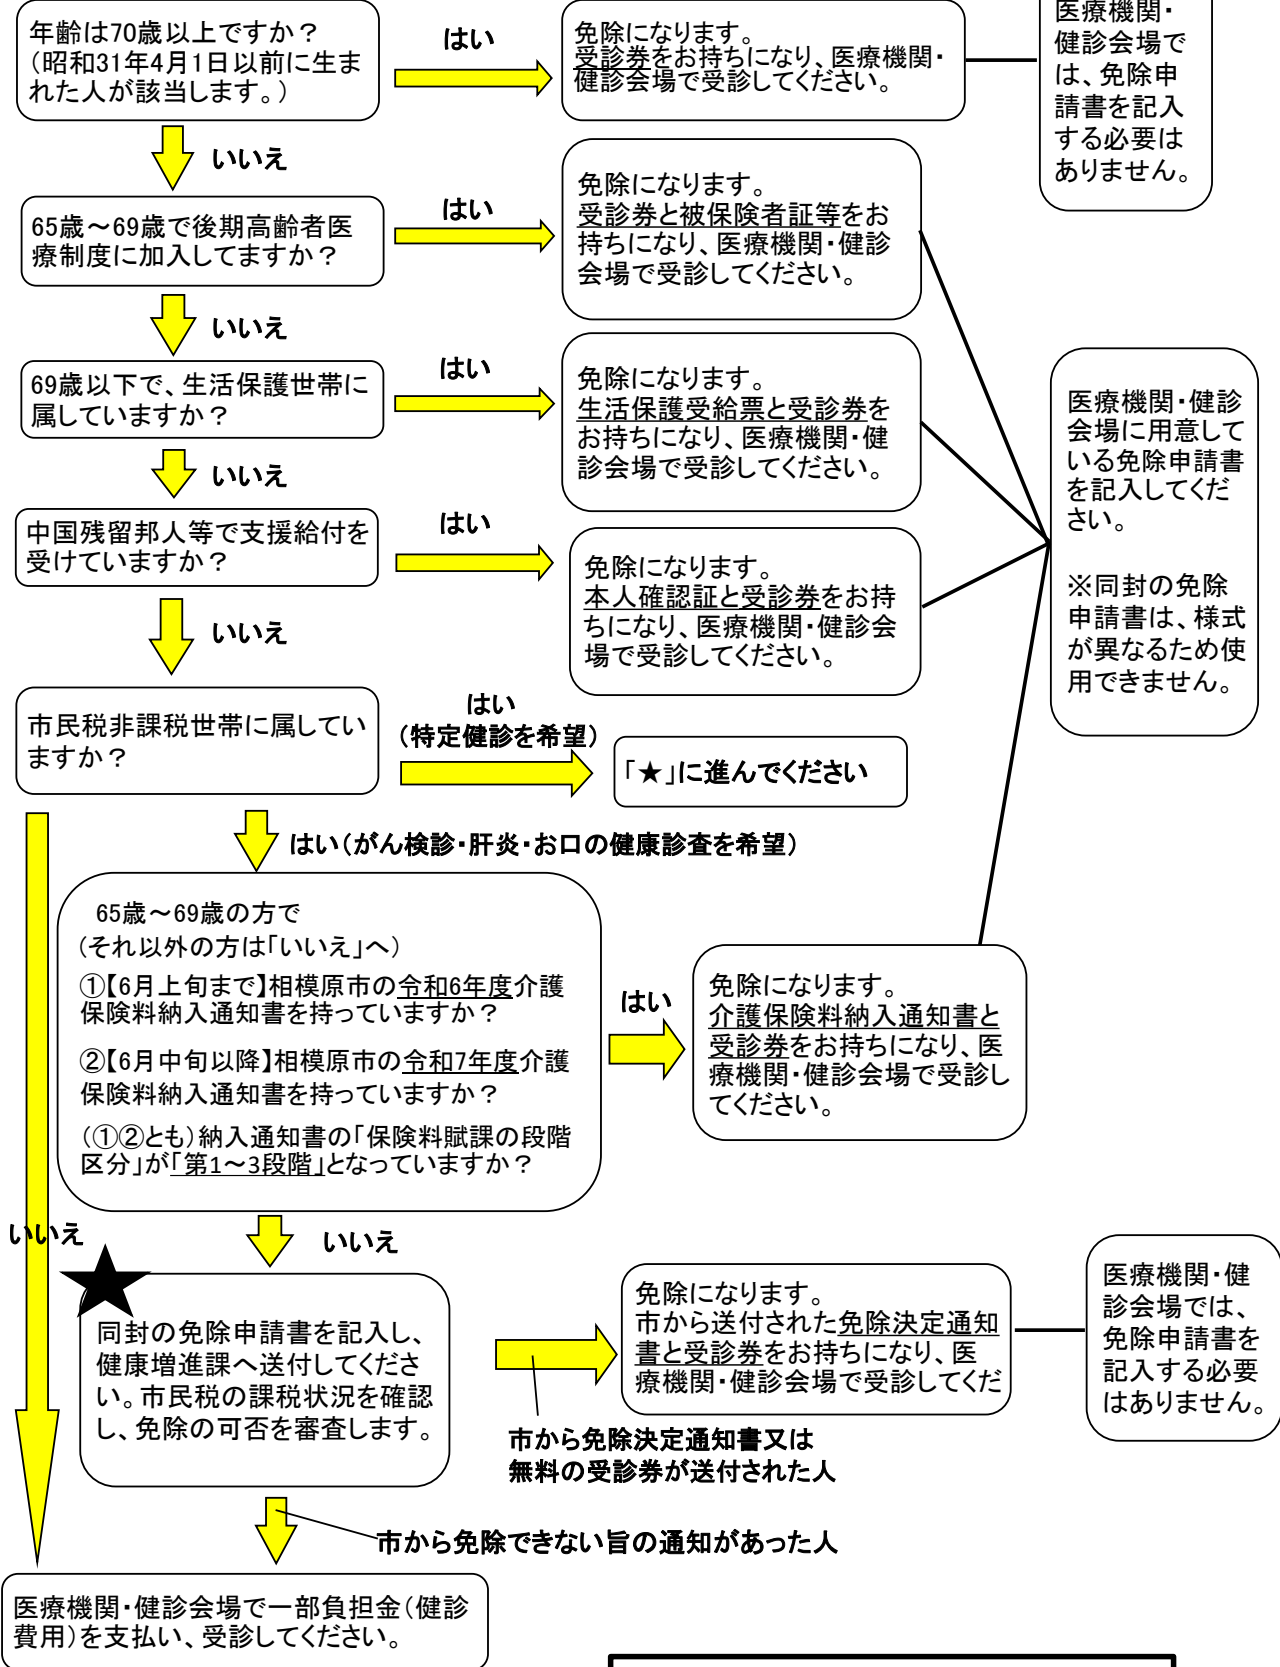 年齢は70歳以上ですか？
（昭和31年4月1日以前に生ま
れた人が該当します。）
はい
免除になります。
受診券をお持ちになり、医療機関・
健診会場で受診してください。
医療機関・
健診会場で
は、免除申
請書を記入
する必要は
ありません。
いいえ
65歳～69歳で後期高齢者医
療制度に加入してますか？
はい
免除になります。
受診券と被保険者証等をお
持ちになり、医療機関・健診
会場で受診してください。
いいえ
69歳以下で、生活保護世帯に
属していますか？
はい
免除になります。
生活保護受給票と受診券を
お持ちになり、医療機関・健
診会場で受診してください。
医療機関・健診
会場に用意して
いる免除申請書
を記入してくだ
さい。
※同封の免除
申請書は、様式
が異なるため使
用できません。
いいえ
中国残留邦人等で支援給付を
受けていますか？
はい
免除になります。
本人確認証と受診券をお持
ちになり、医療機関・健診会
場で受診してください。
いいえ
市民税非課税世帯に属してい
ますか？
はい
（特定健診を希望）
「★」に進んでください
はい（がん検診・肝炎・お口の健康診査を希望）
65歳～69歳の方で
（それ以外の方は「いいえ」へ）
①【6月上旬まで】相模原市の令和6年度介護
保険料納入通知書を持っていますか？
②【6月中旬以降】相模原市の令和7年度介護
保険料納入通知書を持っていますか？
（①②とも）納入通知書の「保険料賦課の段階
区分」が「第1～3段階」となっていますか？
はい
免除になります。
介護保険料納入通知書と
受診券をお持ちになり、医
療機関・健診会場で受診し
てください。
いいえ
いいえ
同封の免除申請書を記入し、
健康増進課へ送付してくださ
い。市民税の課税状況を確認
し、免除の可否を審査します。
免除になります。
市から送付された免除決定通知
書と受診券をお持ちになり、医
療機関・健診会場で受診してくだ
医療機関・健
診会場では、
免除申請書を
記入する必要
はありません。
市から免除決定通知書又は
無料の受診券が送付された人
市から免除できない旨の通知があった人
医療機関・健診会場で一部負担金（健診
費用）を支払い、受診してください。